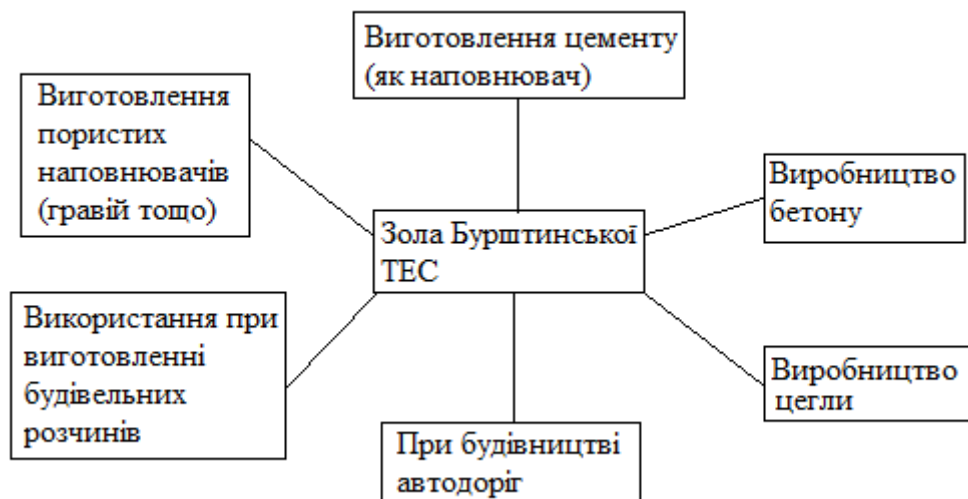 Виготовлення цементу
(як наповнювач)
Виготовлення
пористих
наповнювачів
(гравій тощо)
Виробництво
бетону
Зола Бурштинської
ТЕС
Використання при
виготовленні
будівельних
розчинів
Виробництво
цегли
При будівництві
автодоріг